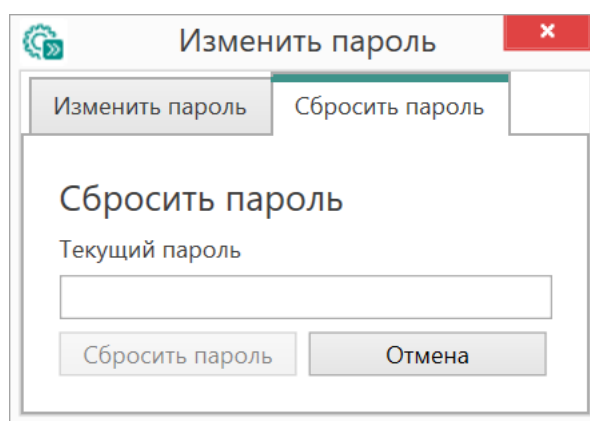 Изменить пароль
Изменить пароль Сбросить пароль
Сбросить пароль
Текущий пароль
Сбросить пароль Отмена